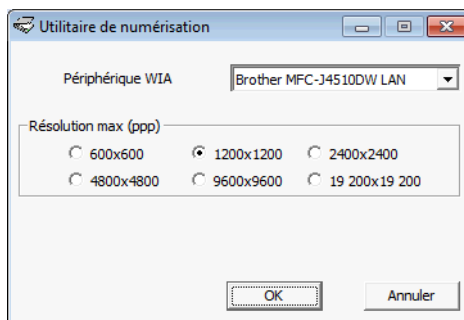 Utilitaire de numérisation
Périphérique WIA
Brother MFC-J4510DW LAN
Résolution max (ppp)
600x600 1200x1200 2400x2400
4800x4800 9600x9600 19 200x19 200
OK Annuler